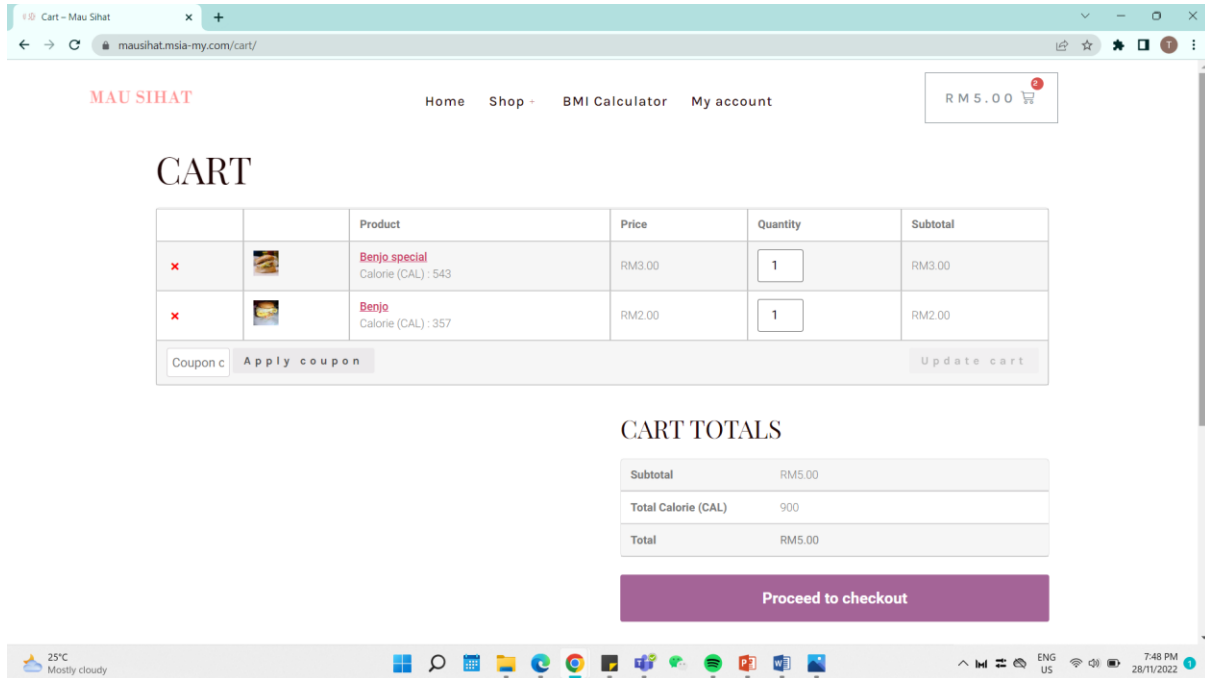 Cart – Mau Sihat
mausihat.msia-my.com/cart/
T
MAU SIHAT
Home Shop BMI Calculator My account
RM5.00
2
CART
Product Price Quantity Subtotal
Benjo special
Calorie (CAL) : 543
RM3.00 1 RM3.00
Benjo
Calorie (CAL) : 357
RM2.00 1 RM2.00
Coupon c Apply coupon Update cart
CART TOTALS
Subtotal RM5.00
Total Calorie (CAL) 900
Total RM5.00
Proceed to checkout
25°C
Mostly cloudy
ENG
US
7:48 PM
28/11/2022
1